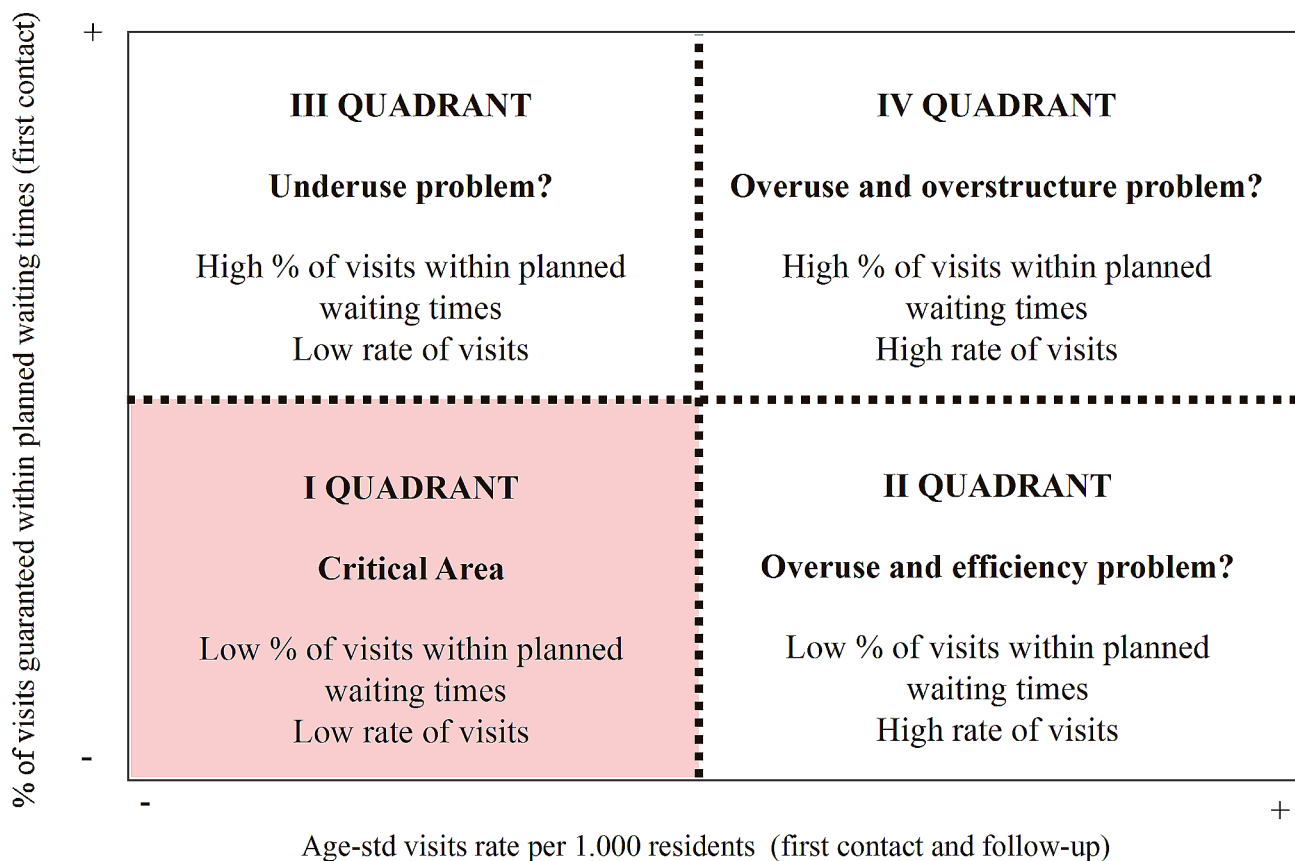 % of visits guaranteed within planned waiting times (first contact)
+
III QUADRANT
Underuse problem?
High % of visits within planned
waiting times
Low rate of visits
IV QUADRANT
Overuse and overstructure problem?
High % of visits within planned
waiting times
High rate of visits
I QUADRANT
Critical Area
Low % of visits within planned
waiting times
Low rate of visits
II QUADRANT
Overuse and efficiency problem?
Low % of visits within planned
waiting times
High rate of visits
-
-
+
Age-std visits rate per 1.000 residents (first contact and follow-up)